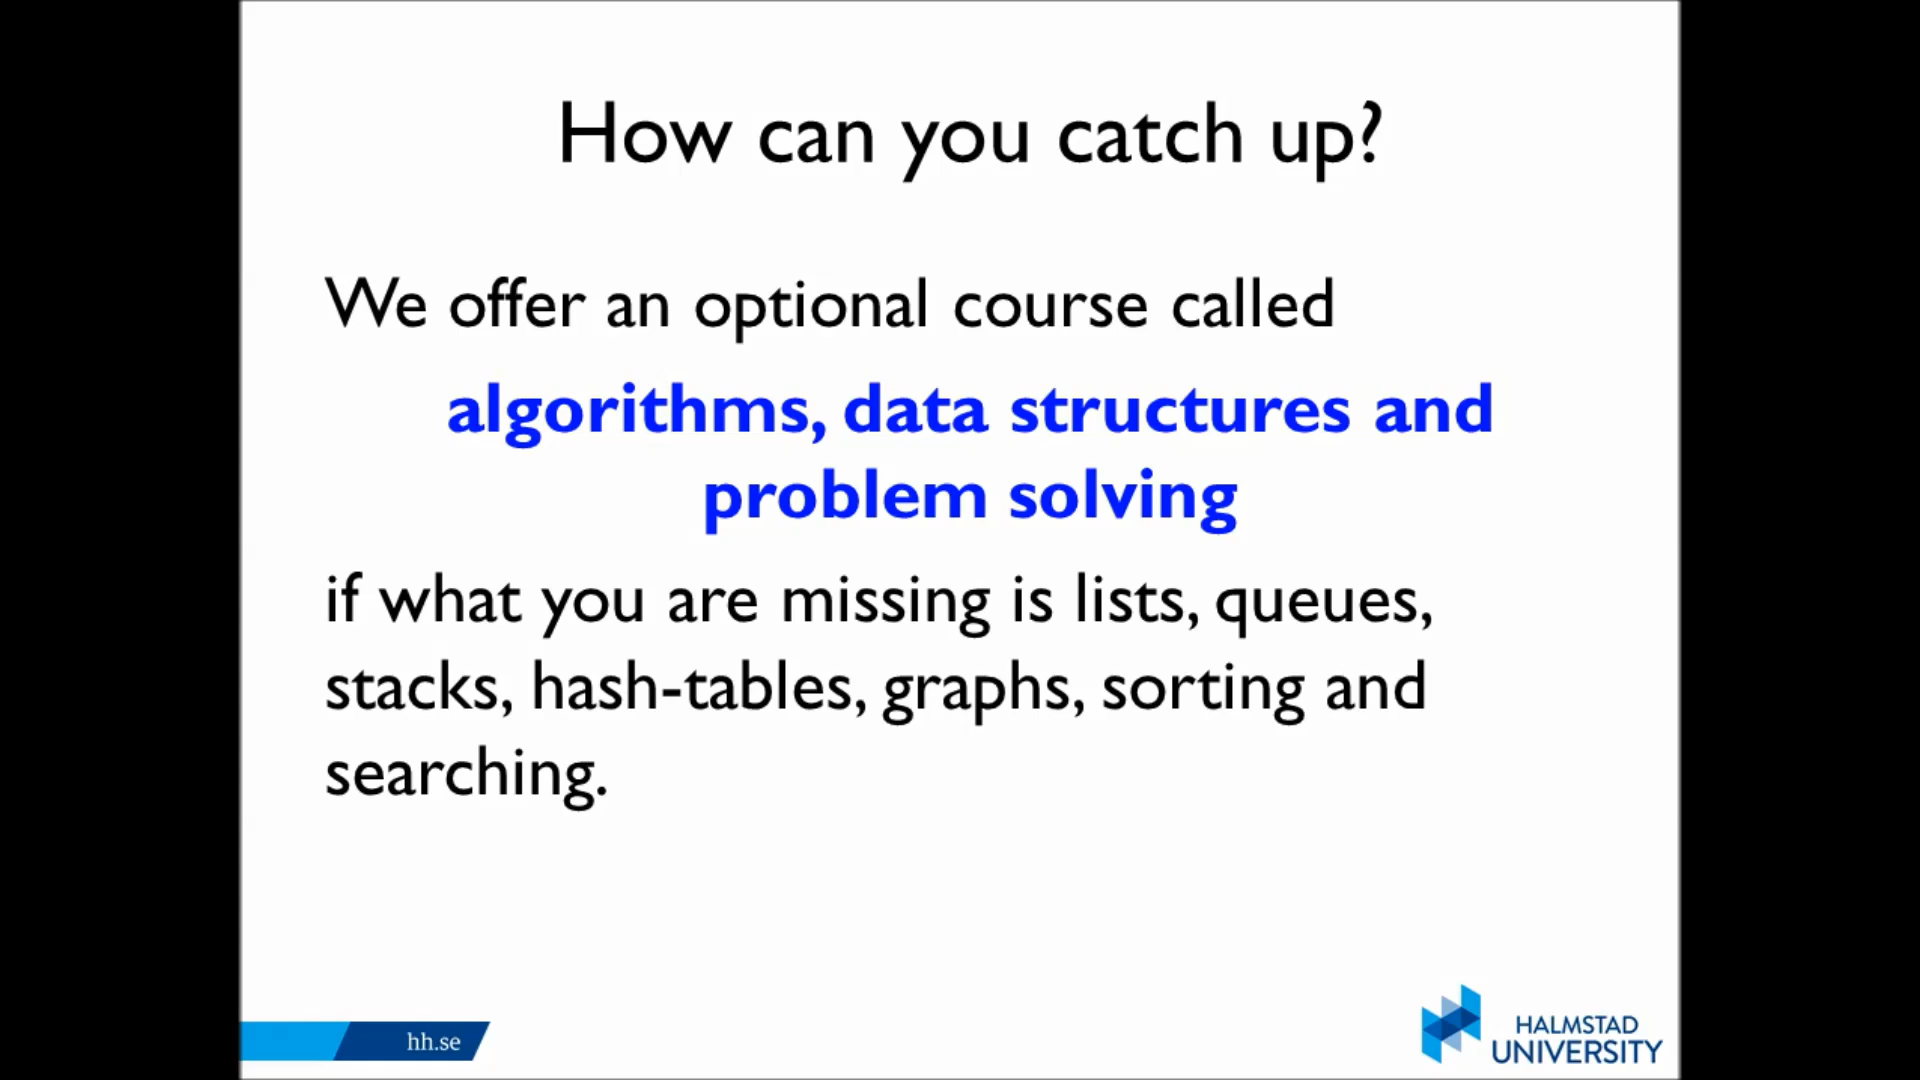 How can you catch up?
We offer an optional course called
algorithms, data structures and
problem solving
if what you are missing is lists, queues,
stacks, hash-tables, graphs, sorting and
searching.
hh.se
HALMSTAD
UNIVERSITY